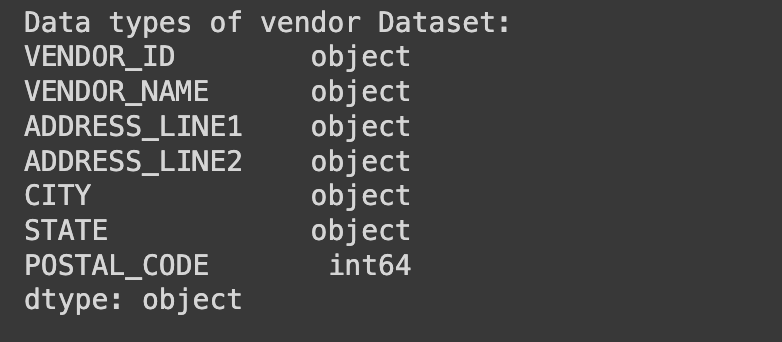 Data types of vendor Dataset:
VENDOR_ID object
VENDOR_NAME object
ADDRESS_LINE1 object
ADDRESS_LINE2 object
CITY object
STATE object
POSTAL_CODE int64
dtype: object